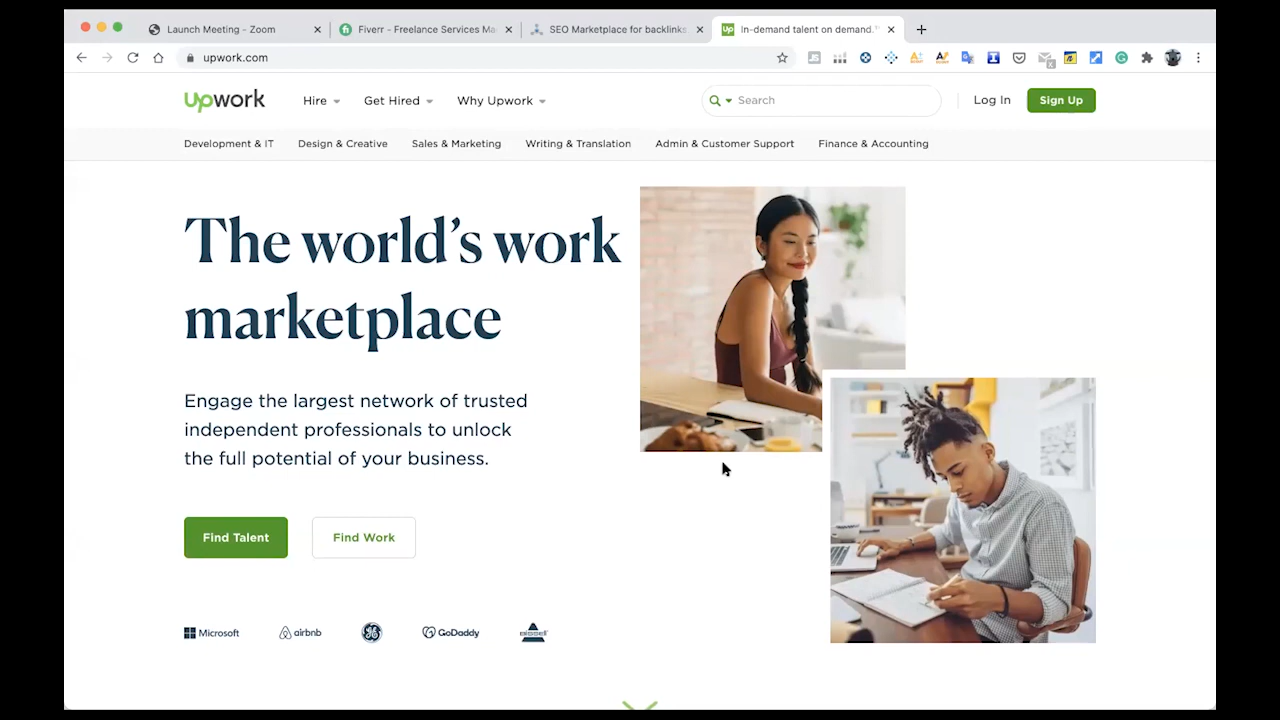 Launch Meeting - Zoom
Fiverr - Freelance Services Ma
SEO Marketplace for backlinks
In-demand talent on demand.™
upwork.com
upwork
Hire
Get Hired
Why Upwork
Search
Log In
Sign Up
Development & IT
Design & Creative
Sales & Marketing
Writing & Translation
Admin & Customer Support
Finance & Accounting
The world's work
marketplace
Engage the largest network of trusted
independent professionals to unlock
the full potential of your business.
Find Talent
Find Work
Microsoft
airbnb
GE
GoDaddy
BISSELL